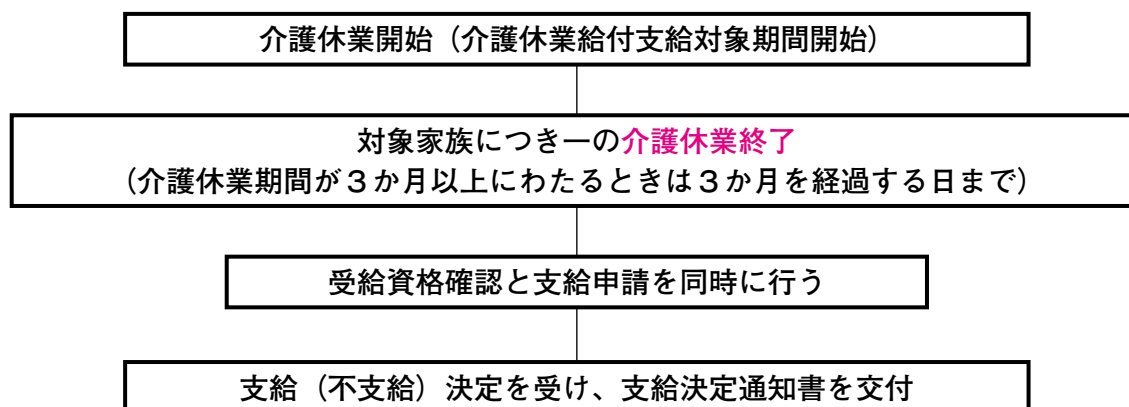 介護休業開始（介護休業給付支給対象期間開始）
対象家族につき一の介護休業終了
（介護休業期間が３か月以上にわたるときは３か月を経過する日まで）
受給資格確認と支給申請を同時に行う
支給（不支給）決定を受け、支給決定通知書を交付